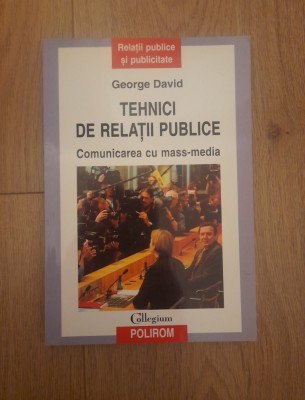 Relații publice
și publicitate
George David
TEHNICI
DE RELAȚII PUBLICE
Comunicarea cu mass-media
Collegium
POLIROM